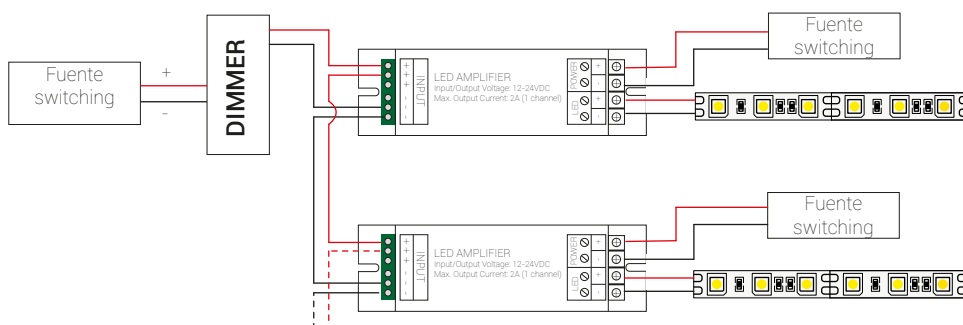 Fuente
switching
+
-
DIMMER
+
+
+
-
-
-
INPUT
LED AMPLIFIER
Input/Output Voltage: 12-24VDC
Max. Output Current: 2A (1 channel)
POWER
LED
+
-
+
-
Fuente
switching
+
+
+
-
-
-
INPUT
LED AMPLIFIER
Input/Output Voltage: 12-24VDC
Max. Output Current: 2A (1 channel)
POWER
LED
+
-
+
-
Fuente
switching